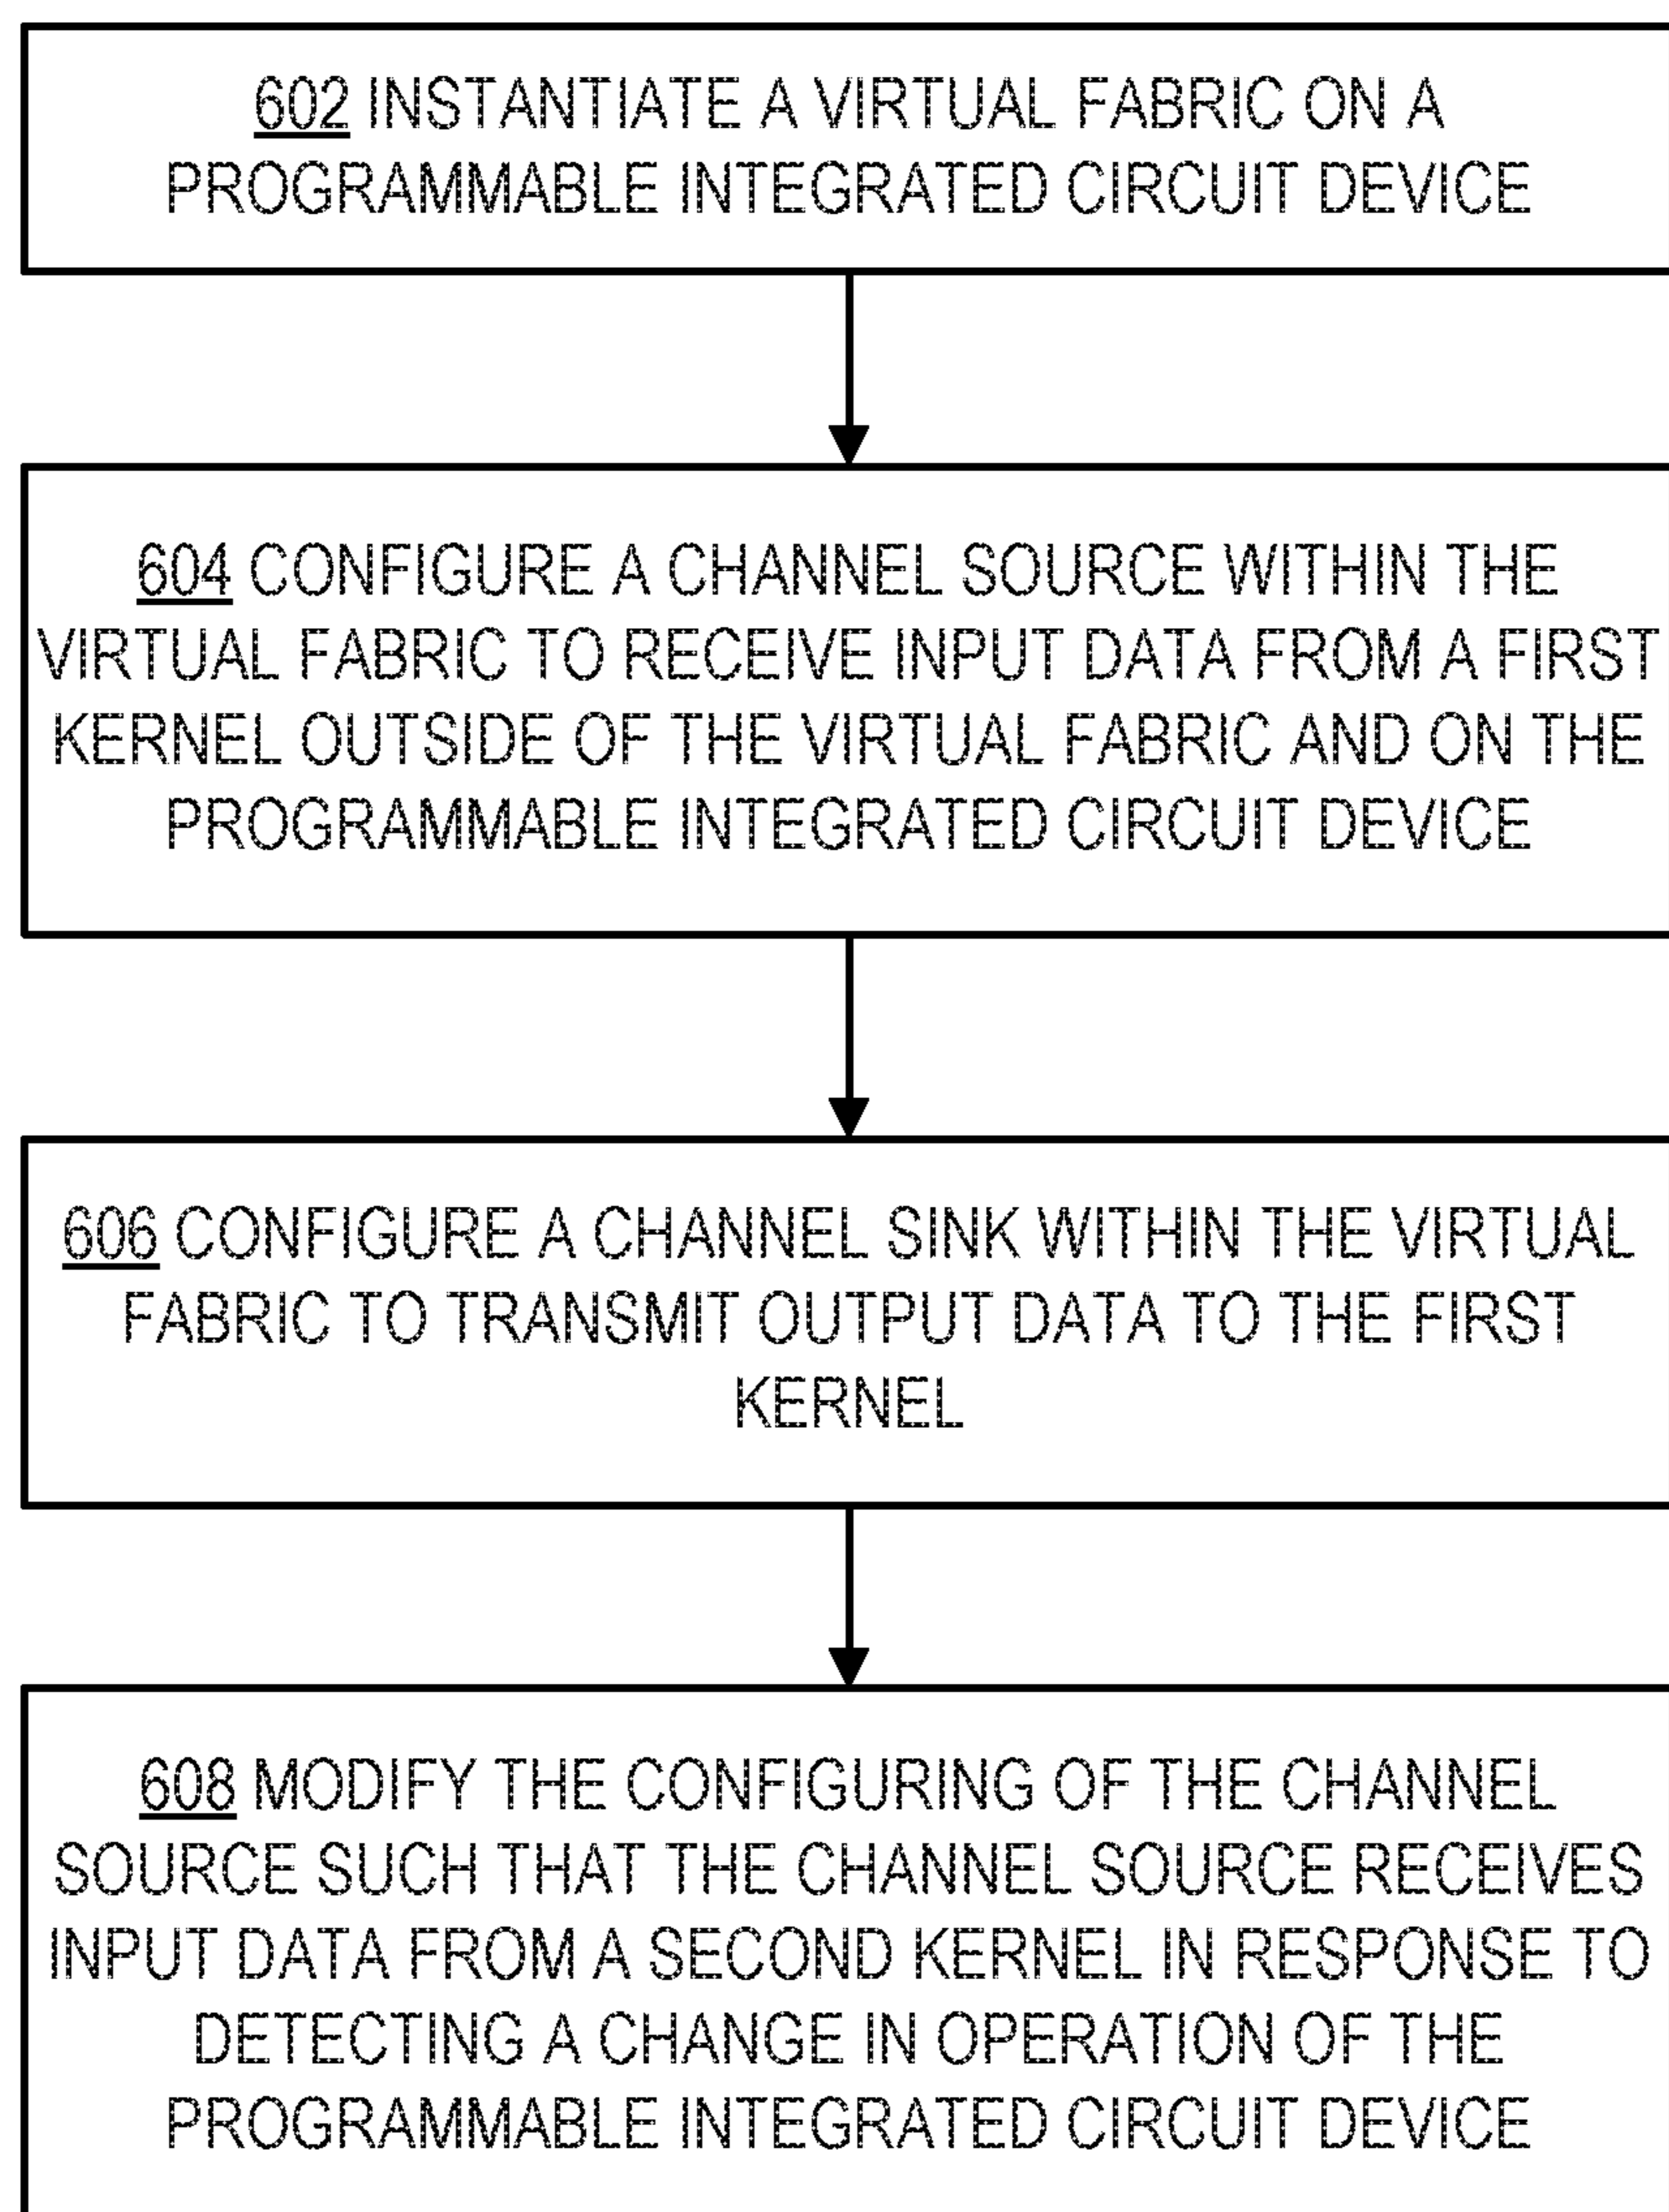 602 INSTANTIATE A VIRTUAL FABRIC ON A
PROGRAMMABLE INTEGRATED CIRCUIT DEVICE
604 CONFIGURE A CHANNEL SOURCE WITHIN THE
VIRTUAL FABRIC TO RECEIVE INPUT DATA FROM A FIRST
KERNEL OUTSIDE OF THE VIRTUAL FABRIC AND ON THE
PROGRAMMABLE INTEGRATED CIRCUIT DEVICE
606 CONFIGURE A CHANNEL SINK WITHIN THE VIRTUAL
FABRIC TO TRANSMIT OUTPUT DATA TO THE FIRST
KERNEL
608 MODIFY THE CONFIGURING OF THE CHANNEL
SOURCE SUCH THAT THE CHANNEL SOURCE RECEIVES
INPUT DATA FROM A SECOND KERNEL IN RESPONSE TO
DETECTING A CHANGE IN OPERATION OF THE
PROGRAMMABLE INTEGRATED CIRCUIT DEVICE